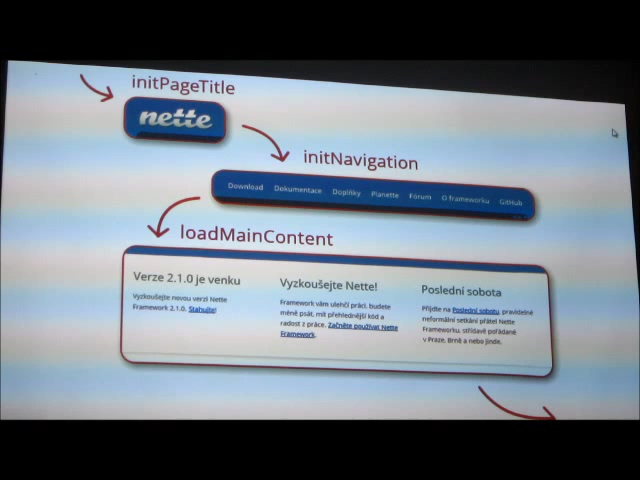 initPageTitle
nette
initNavigation
Download Dokumentace Doplňky Planette Fórum O frameworku GitHub
loadMainContent
Verze 2.1.0 je venku
Vyzkoušejte novou verzi Nette
Framework 2.1.0. Stahujte!
Vyzkoušejte Nette!
Framework vám ulehčí práci, budete
méně psát, mít přehlednější kód a
radost z práce. Začněte používat Nette
Framework.
Poslední sobota
Přijďte na Poslední sobotu, pravidelné
neformální setkání přátel Nette
Frameworku, střídavě pořádané
v Praze, Brně a nebo jinde.